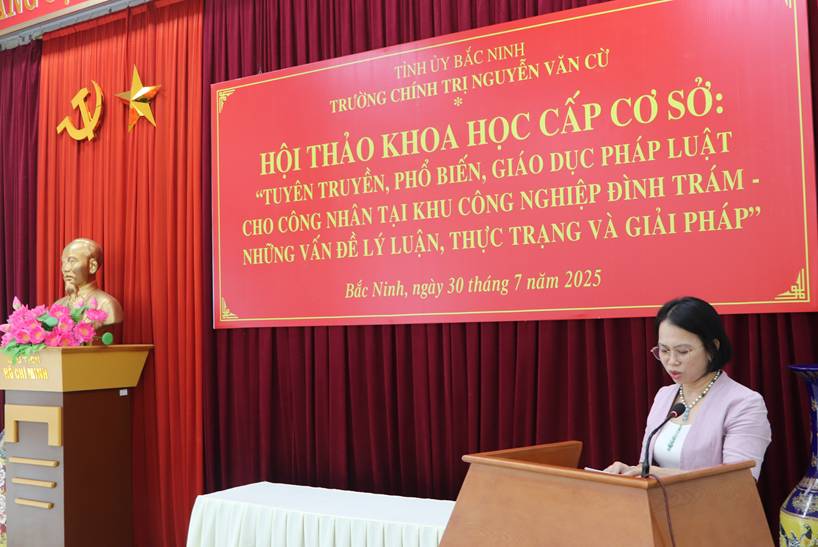 TỈNH ỦY BẮC NINH
TRƯỜNG CHÍNH TRỊ NGUYỄN VĂN CỪ
*
HỘI THẢO KHOA HỌC CẤP CƠ SỞ:
“TUYÊN TRUYỀN, PHỔ BIẾN, GIÁO DỤC PHÁP LUẬT
CHO CÔNG NHÂN TẠI KHU CÔNG NGHIỆP ĐÌNH TRÁM -
NHỮNG VẤN ĐỀ LÝ LUẬN, THỰC TRẠNG VÀ GIẢI PHÁP”
Bắc Ninh, ngày 30 tháng 7 năm 2025
HỒ CHÍ MINH